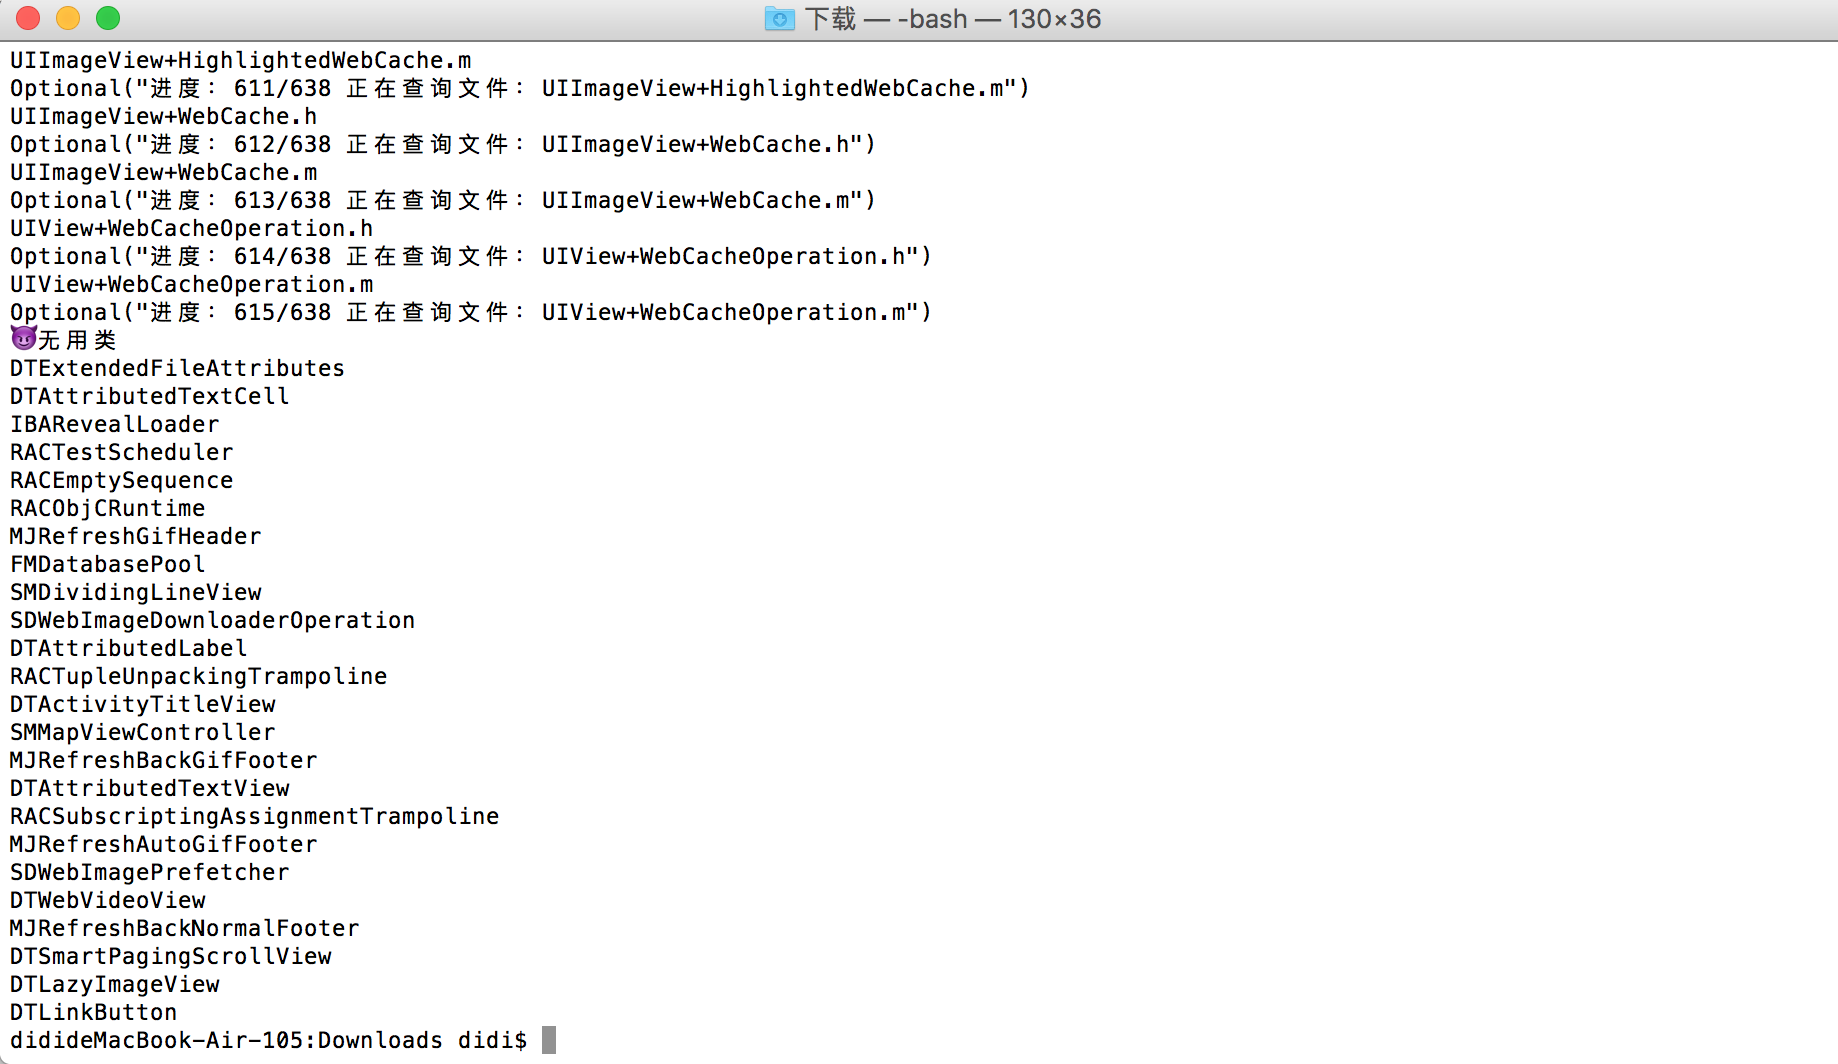 下载 — -bash — 130×36
UIImageView+HighlightedWebCache.m
Optional("进度： 611/638 正在查询文件： UIImageView+HighlightedWebCache.m")
UIImageView+WebCache.h
Optional("进度： 612/638 正在查询文件： UIImageView+WebCache.h")
UIImageView+WebCache.m
Optional("进度： 613/638 正在查询文件： UIImageView+WebCache.m")
UIView+WebCacheOperation.h
Optional("进度： 614/638 正在查询文件： UIView+WebCacheOperation.h")
UIView+WebCacheOperation.m
Optional("进度： 615/638 正在查询文件： UIView+WebCacheOperation.m")
😈无用类
DTExtendedFileAttributes
DTAttributedTextCell
IBARevealLoader
RACTestScheduler
RACEmptySequence
RACObjCRuntime
MJRefreshGifHeader
FMDatabasePool
SMDividingLineView
SDWebImageDownloaderOperation
DTAttributedLabel
RACTupleUnpackingTrampoline
DTActivityTitleView
SMMapViewController
MJRefreshBackGifFooter
DTAttributedTextView
RACSubscriptingAssignmentTrampoline
MJRefreshAutoGifFooter
SDWebImagePrefetcher
DTWebVideoView
MJRefreshBackNormalFooter
DTSmartPagingScrollView
DTLazyImageView
DTLinkButton
didideMacBook-Air-105:Downloads didi$